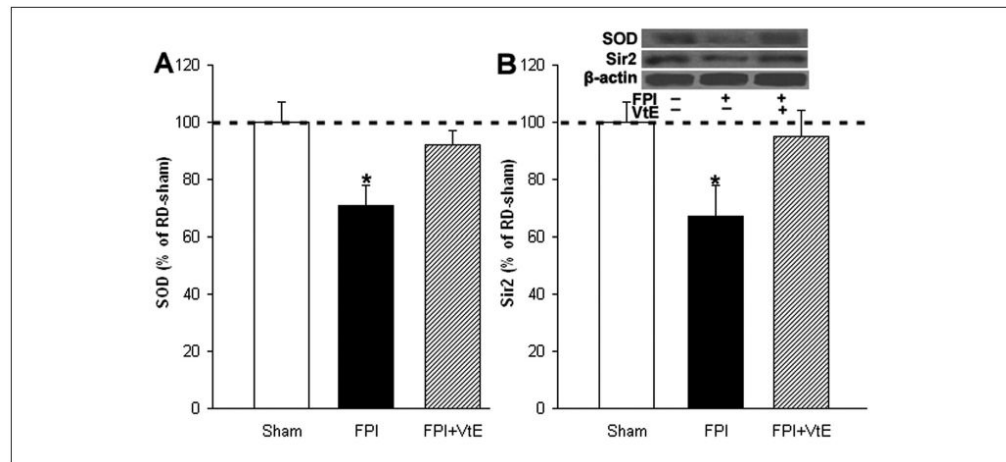 A
SOD (% of RD-sham)
120
100
80
60
40
20
0
*
Sham FPI FPI+VtE
B
SOD
Sir2
β-actin
FPI – + +
VtE – – +
Sir2 (% of RD-sham)
120
100
80
60
40
20
0
*
Sham FPI FPI+VtE